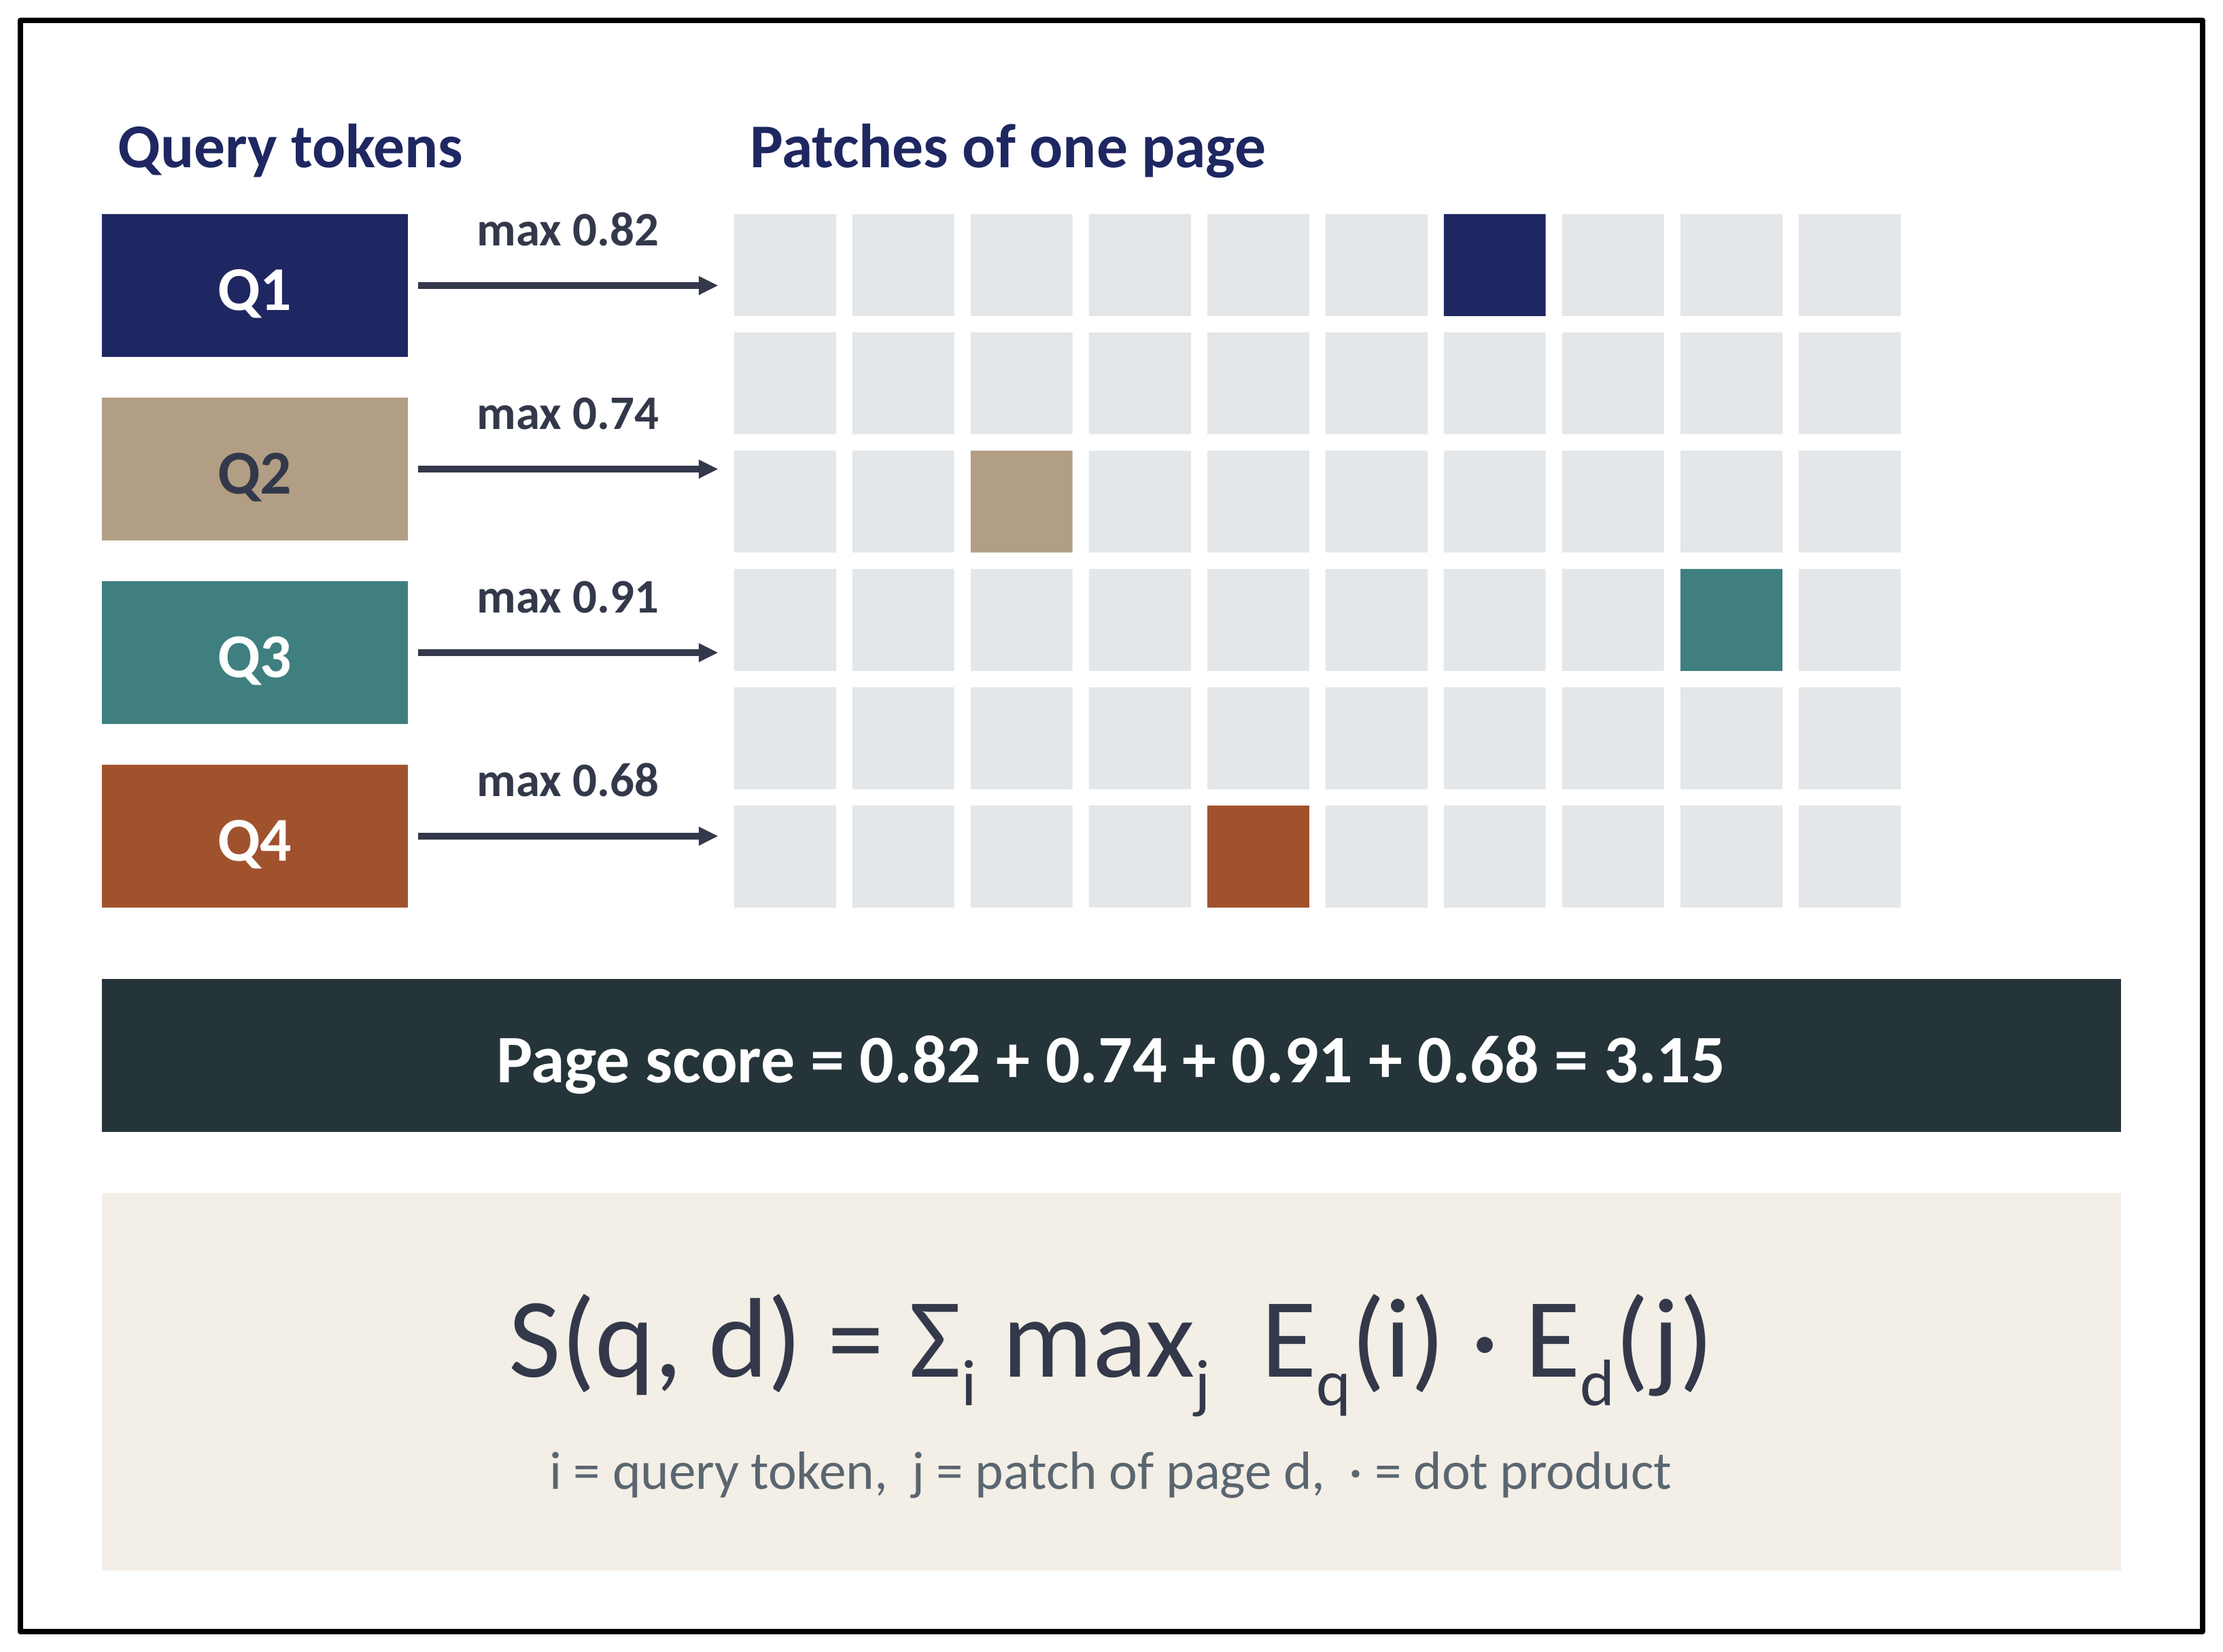 Query tokens
Patches of one page
Q1
max 0.82
Q2
max 0.74
Q3
max 0.91
Q4
max 0.68
Page score = 0.82 + 0.74 + 0.91 + 0.68 = 3.15
S(q, d) = Σᵢ maxⱼ E_q(i) · E_d(j)
i = query token, j = patch of page d, · = dot product